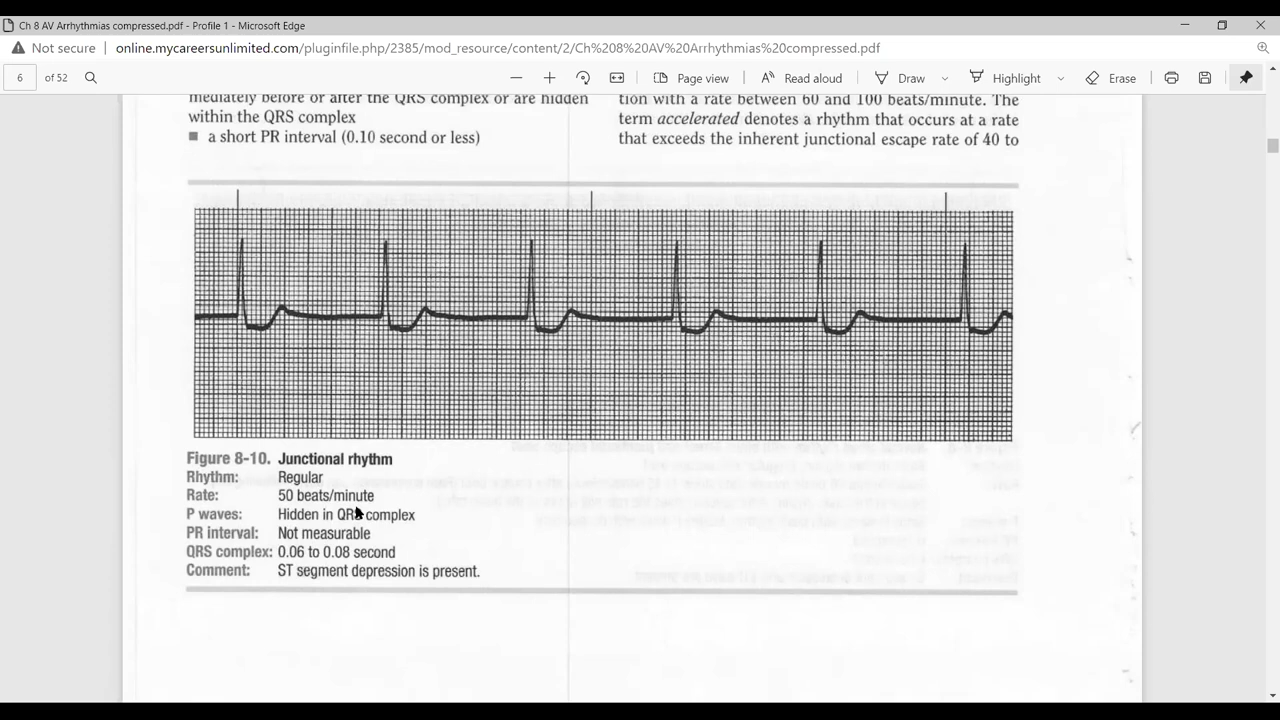 Ch 8 AV Arrhythmias compressed.pdf - Profile 1 - Microsoft Edge
Not secure online.mycareersunlimited.com/pluginfile.php/2385/mod_resource/content/2/Ch%208%20AV%20Arrhythmias%20compressed.pdf
6 of 52 Page view Read aloud Draw Highlight Erase
mediately before or after the QRS complex or are hidden
within the QRS complex
■ a short PR interval (0.10 second or less)
tion with a rate between 60 and 100 beats/minute. The
term accelerated denotes a rhythm that occurs at a rate
that exceeds the inherent junctional escape rate of 40 to
Figure 8-10. Junctional rhythm
Rhythm: Regular
Rate: 50 beats/minute
P waves: Hidden in QRS complex
PR interval: Not measurable
QRS complex: 0.06 to 0.08 second
Comment: ST segment depression is present.